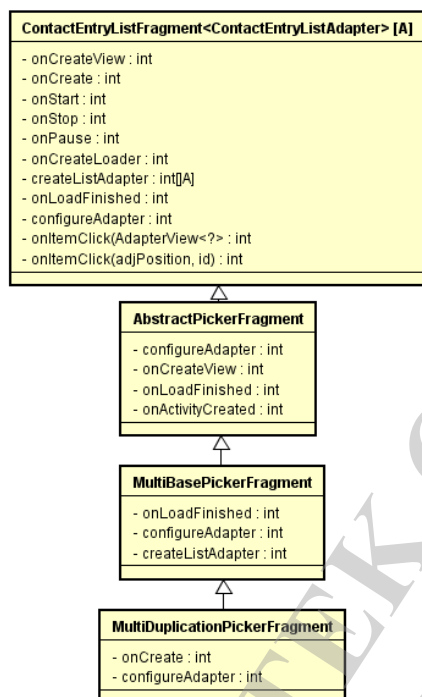 ContactEntryListFragment<ContactEntryListAdapter> [A]
- onCreateView : int
- onCreate : int
- onStart : int
- onStop : int
- onPause : int
- onCreateLoader : int
- createListAdapter : int[]A]
- onLoadFinished : int
- configureAdapter : int
- onItemClick(AdapterView<?> : int
- onItemClick(adjPosition, id) : int
AbstractPickerFragment
- configureAdapter : int
- onCreateView : int
- onLoadFinished : int
- onActivityCreated : int
MultiBasePickerFragment
- onLoadFinished : int
- configureAdapter : int
- createListAdapter : int
MultiDuplicationPickerFragment
- onCreate : int
- configureAdapter : int
TEK